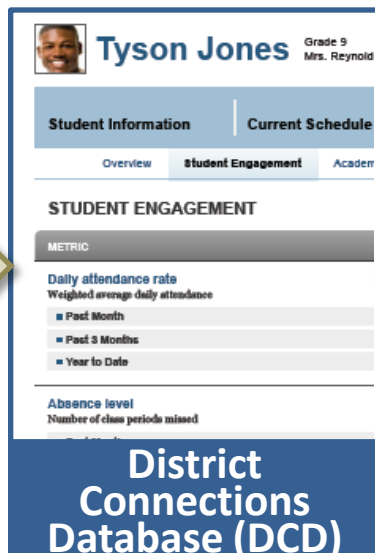 Tyson Jones
Grade 9
Mrs. Reynold
Student Information
Current Schedule
Overview
Student Engagement
Academ
STUDENT ENGAGEMENT
METRIC
Daily attendance rate
Weighted average daily attendance
Past Month
Past 3 Months
Year to Date
Absence level
Number of class periods missed
District
Connections
Database (DCD)